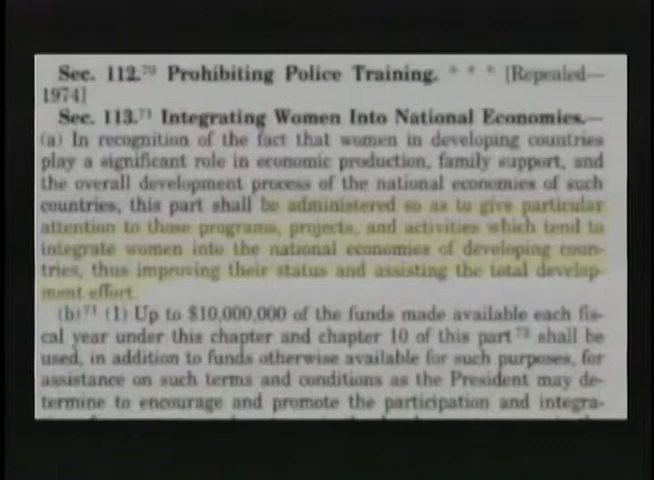 Sec. 112.⁷⁰ Prohibiting Police Training. * * * [Repealed—
1974]
Sec. 113.⁷¹ Integrating Women Into National Economies.—
(a) In recognition of the fact that women in developing countries
play a significant role in economic production, family support, and
the overall development process of the national economies of such
countries, this part shall be administered so as to give particular
attention to those programs, projects, and activities which tend to
integrate women into the national economies of developing coun-
tries, thus improving their status and assisting the total develop-
ment effort.
(b)⁷¹ (1) Up to $10,000,000 of the funds made available each fis-
cal year under this chapter and chapter 10 of this part ⁷² shall be
used, in addition to funds otherwise available for such purposes, for
assistance on such terms and conditions as the President may de-
termine to encourage and promote the participation and integra-